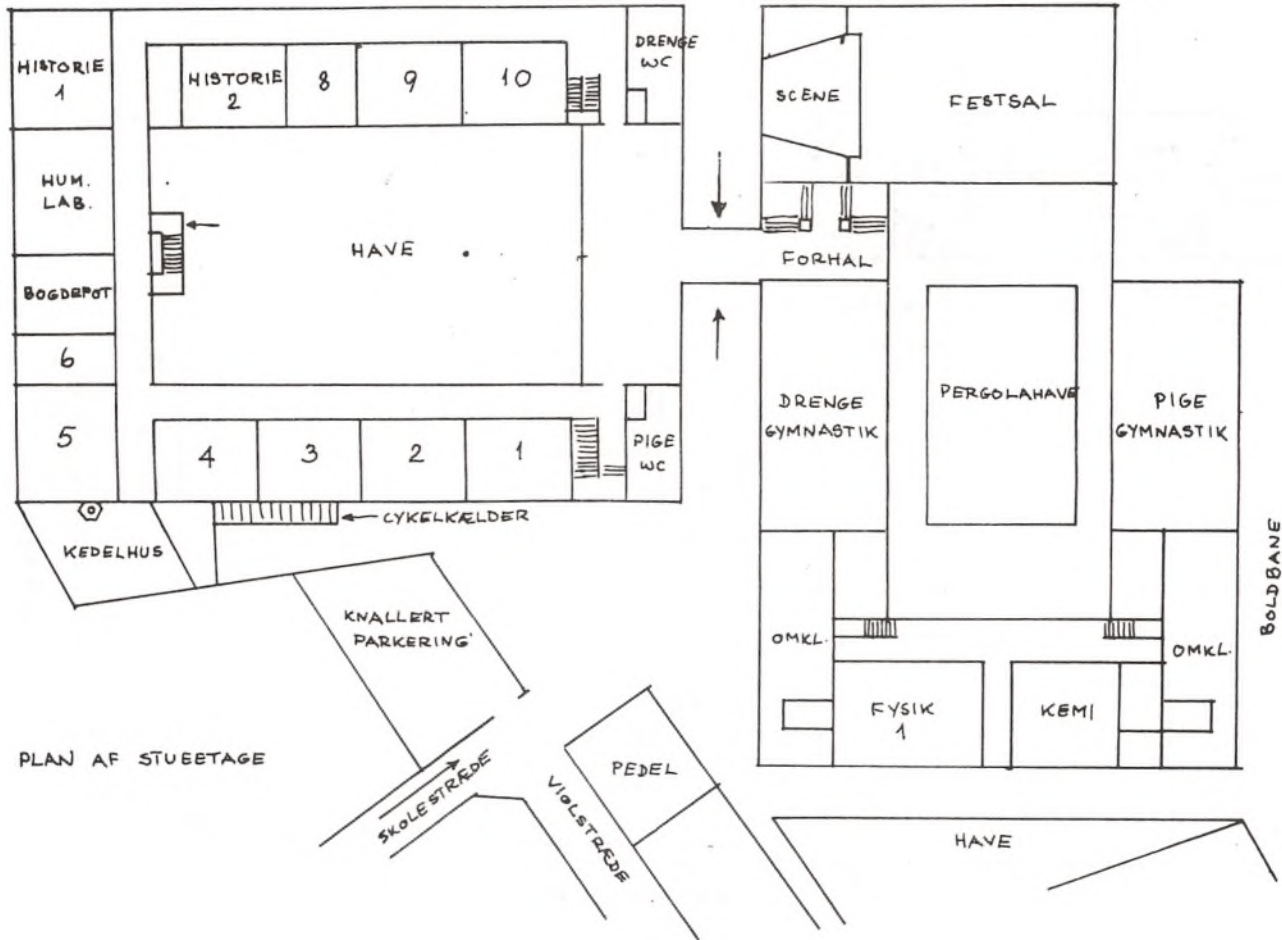 HISTORIE
1
HISTORIE
2
8
9
10
DRENGE
WC
SCENE
FESTSAL
HUM.
LAB.
HAVE
FORHAL
BOGDEPOT
6
5
4
3
2
1
PIGE
WC
DRENGE
GYMNASTIK
PERGOLAHAVE
PIGE
GYMNASTIK
CYKELKÆLDER
KEDELHUS
KNALLERT
PARKERING
OMKL.
OMKL.
BOLDBANE
FYSIK
1
KEMI
PLAN AF STUEETAGE
PEDEL
SKOLESTRÆDE
VIOLSTRÆDE
HAVE